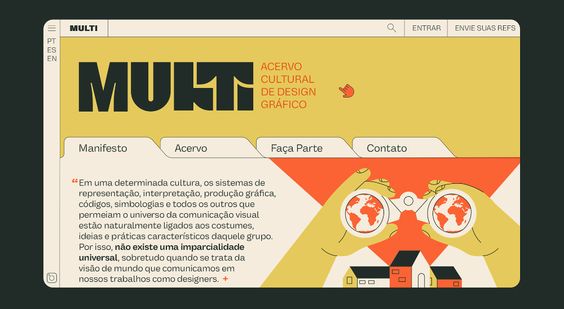 MULTI
ENTRAR
ENVIE SUAS REFS
PT
ES
EN
MULTi
ACERVO
CULTURAL
DE DESIGN
GRÁFICO
Manifesto
Acervo
Faça Parte
Contato
“Em uma determinada cultura, os sistemas de
representação, interpretação, produção gráfica,
códigos, simbologias e todos os outros que
permeiam o universo da comunicação visual
estão naturalmente ligados aos costumes,
ideias e práticas característicos daquele grupo.
Por isso, não existe uma imparcialidade
universal, sobretudo quando se trata da
visão de mundo que comunicamos em
nossos trabalhos como designers. +